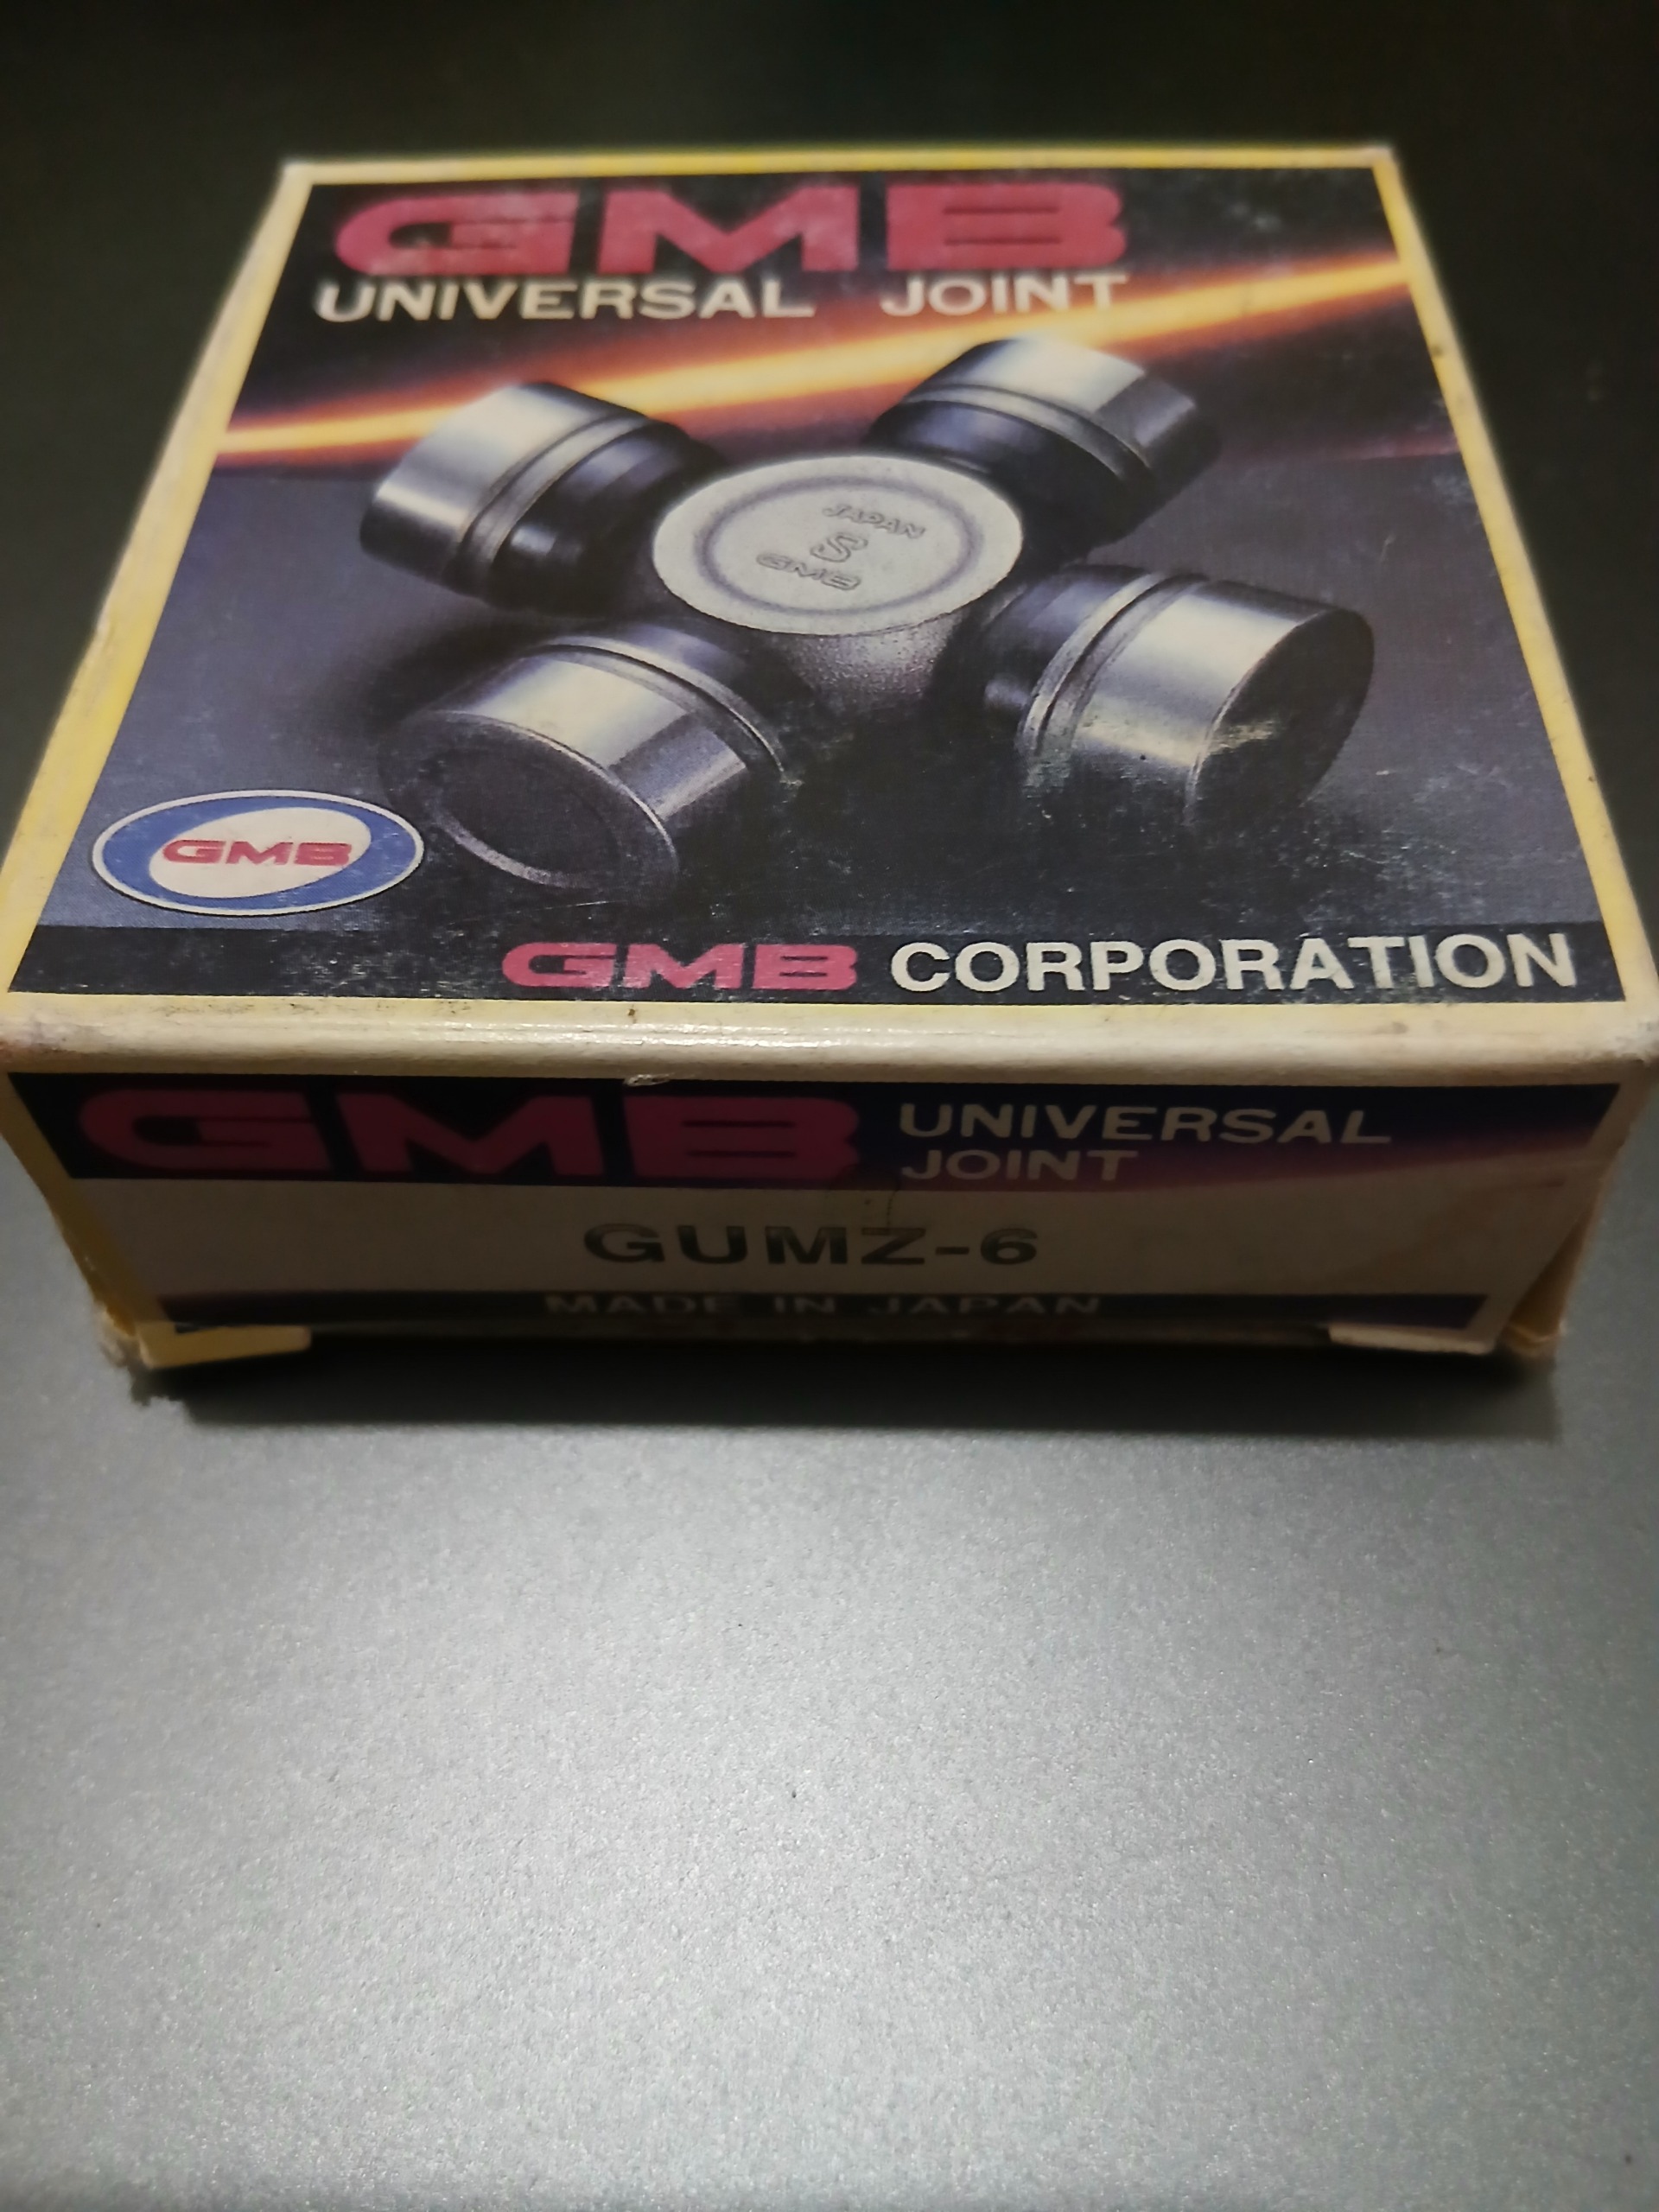 GMB
UNIVERSAL JOINT
JAPAN
S
GMB
GMB
GMB CORPORATION
GMB UNIVERSAL
JOINT
GUMZ-6
MADE IN JAPAN